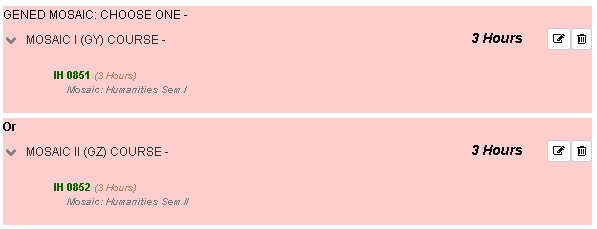 GENED MOSAIC: CHOOSE ONE -
MOSAIC I (GY) COURSE - 3 Hours
IH 0851 (3 Hours)
Mosaic: Humanities Sem I
Or
MOSAIC II (GZ) COURSE - 3 Hours
IH 0852 (3 Hours)
Mosaic: Humanities Sem II